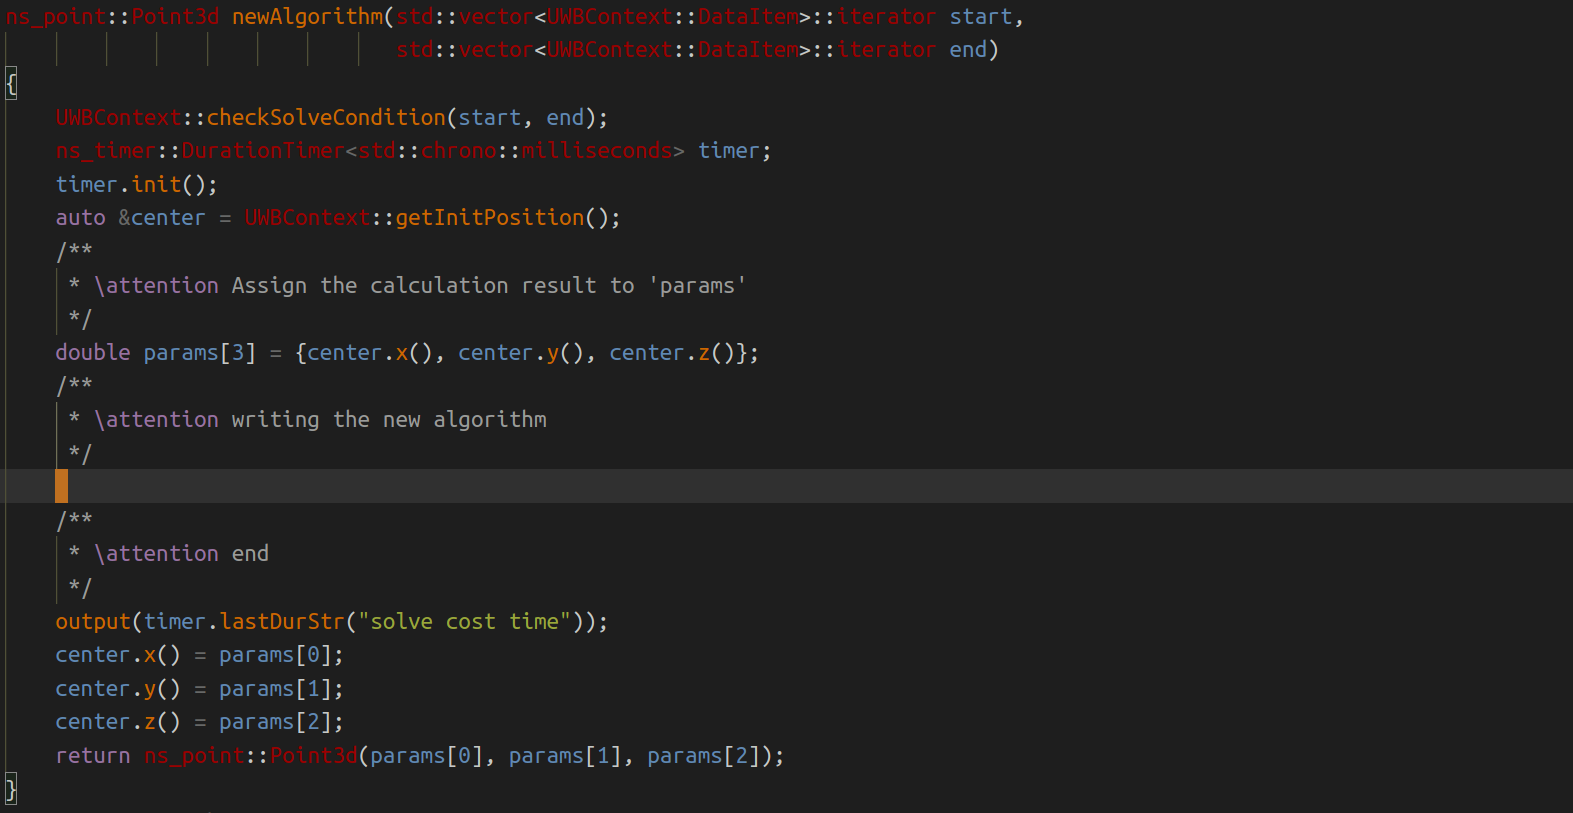 ns_point::Point3d newAlgorithm(std::vector<UWBContext::DataItem>::iterator start,
                               std::vector<UWBContext::DataItem>::iterator end)
{
    UWBContext::checkSolveCondition(start, end);
    ns_timer::DurationTimer<std::chrono::milliseconds> timer;
    timer.init();
    auto &center = UWBContext::getInitPosition();
    /**
     * \attention Assign the calculation result to 'params'
     */
    double params[3] = {center.x(), center.y(), center.z()};
    /**
     * \attention writing the new algorithm
     */
    /**
     * \attention end
     */
    output(timer.lastDurStr("solve cost time"));
    center.x() = params[0];
    center.y() = params[1];
    center.z() = params[2];
    return ns_point::Point3d(params[0], params[1], params[2]);
}